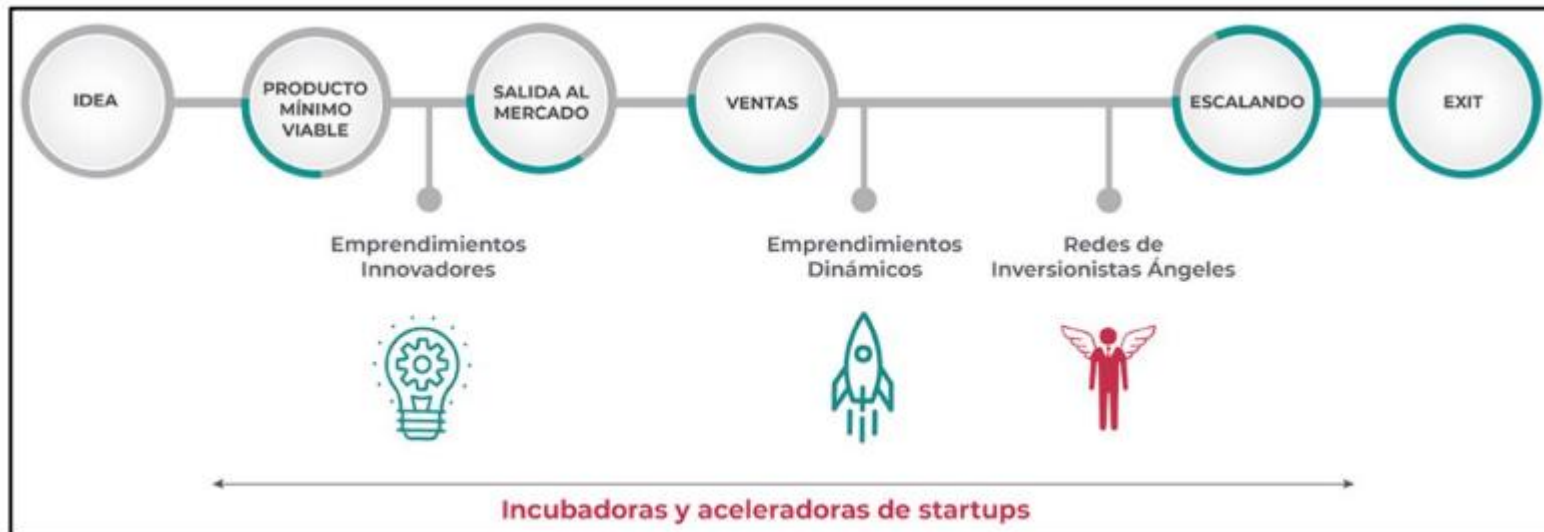 IDEA
PRODUCTO
MÍNIMO
VIABLE
SALIDA AL
MERCADO
VENTAS
ESCALANDO
EXIT
Emprendimientos
Innovadores
Emprendimientos
Dinámicos
Redes de
Inversionistas Ángeles
Incubadoras y aceleradoras de startups